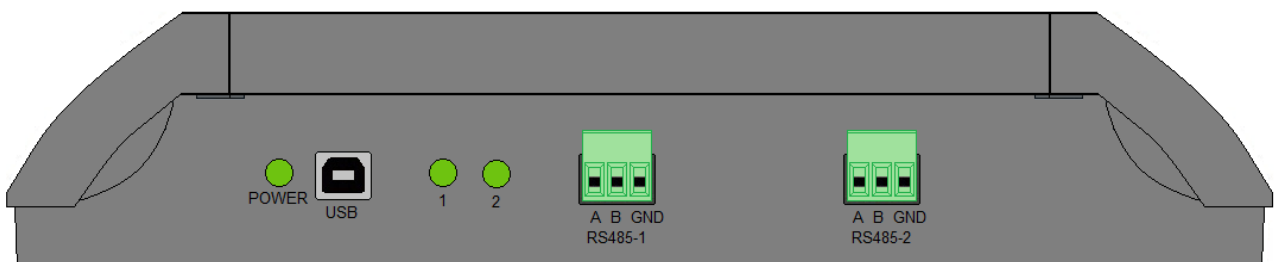 POWER
USB
1
2
A B GND
RS485-1
A B GND
RS485-2